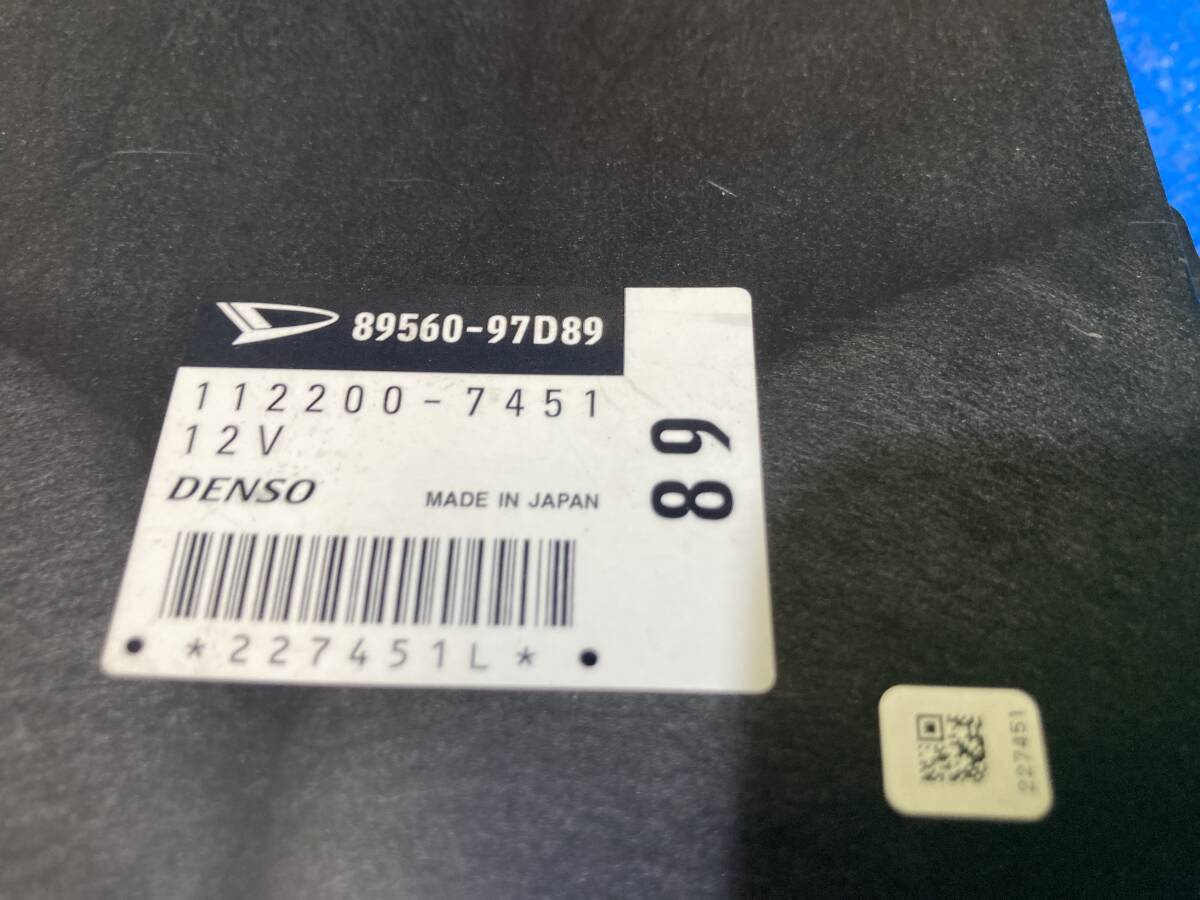 89560-97D89
112200-7451
12V
DENSO MADE IN JAPAN
89
*227451L*
227451